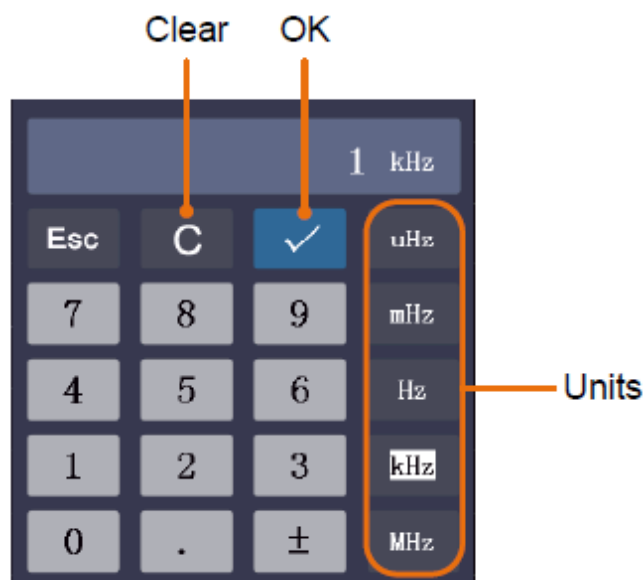 Clear OK
1 kHz
Esc C ✓ uHz
7 8 9 mHz
4 5 6 Hz
Units
1 2 3 kHz
0 . ± MHz